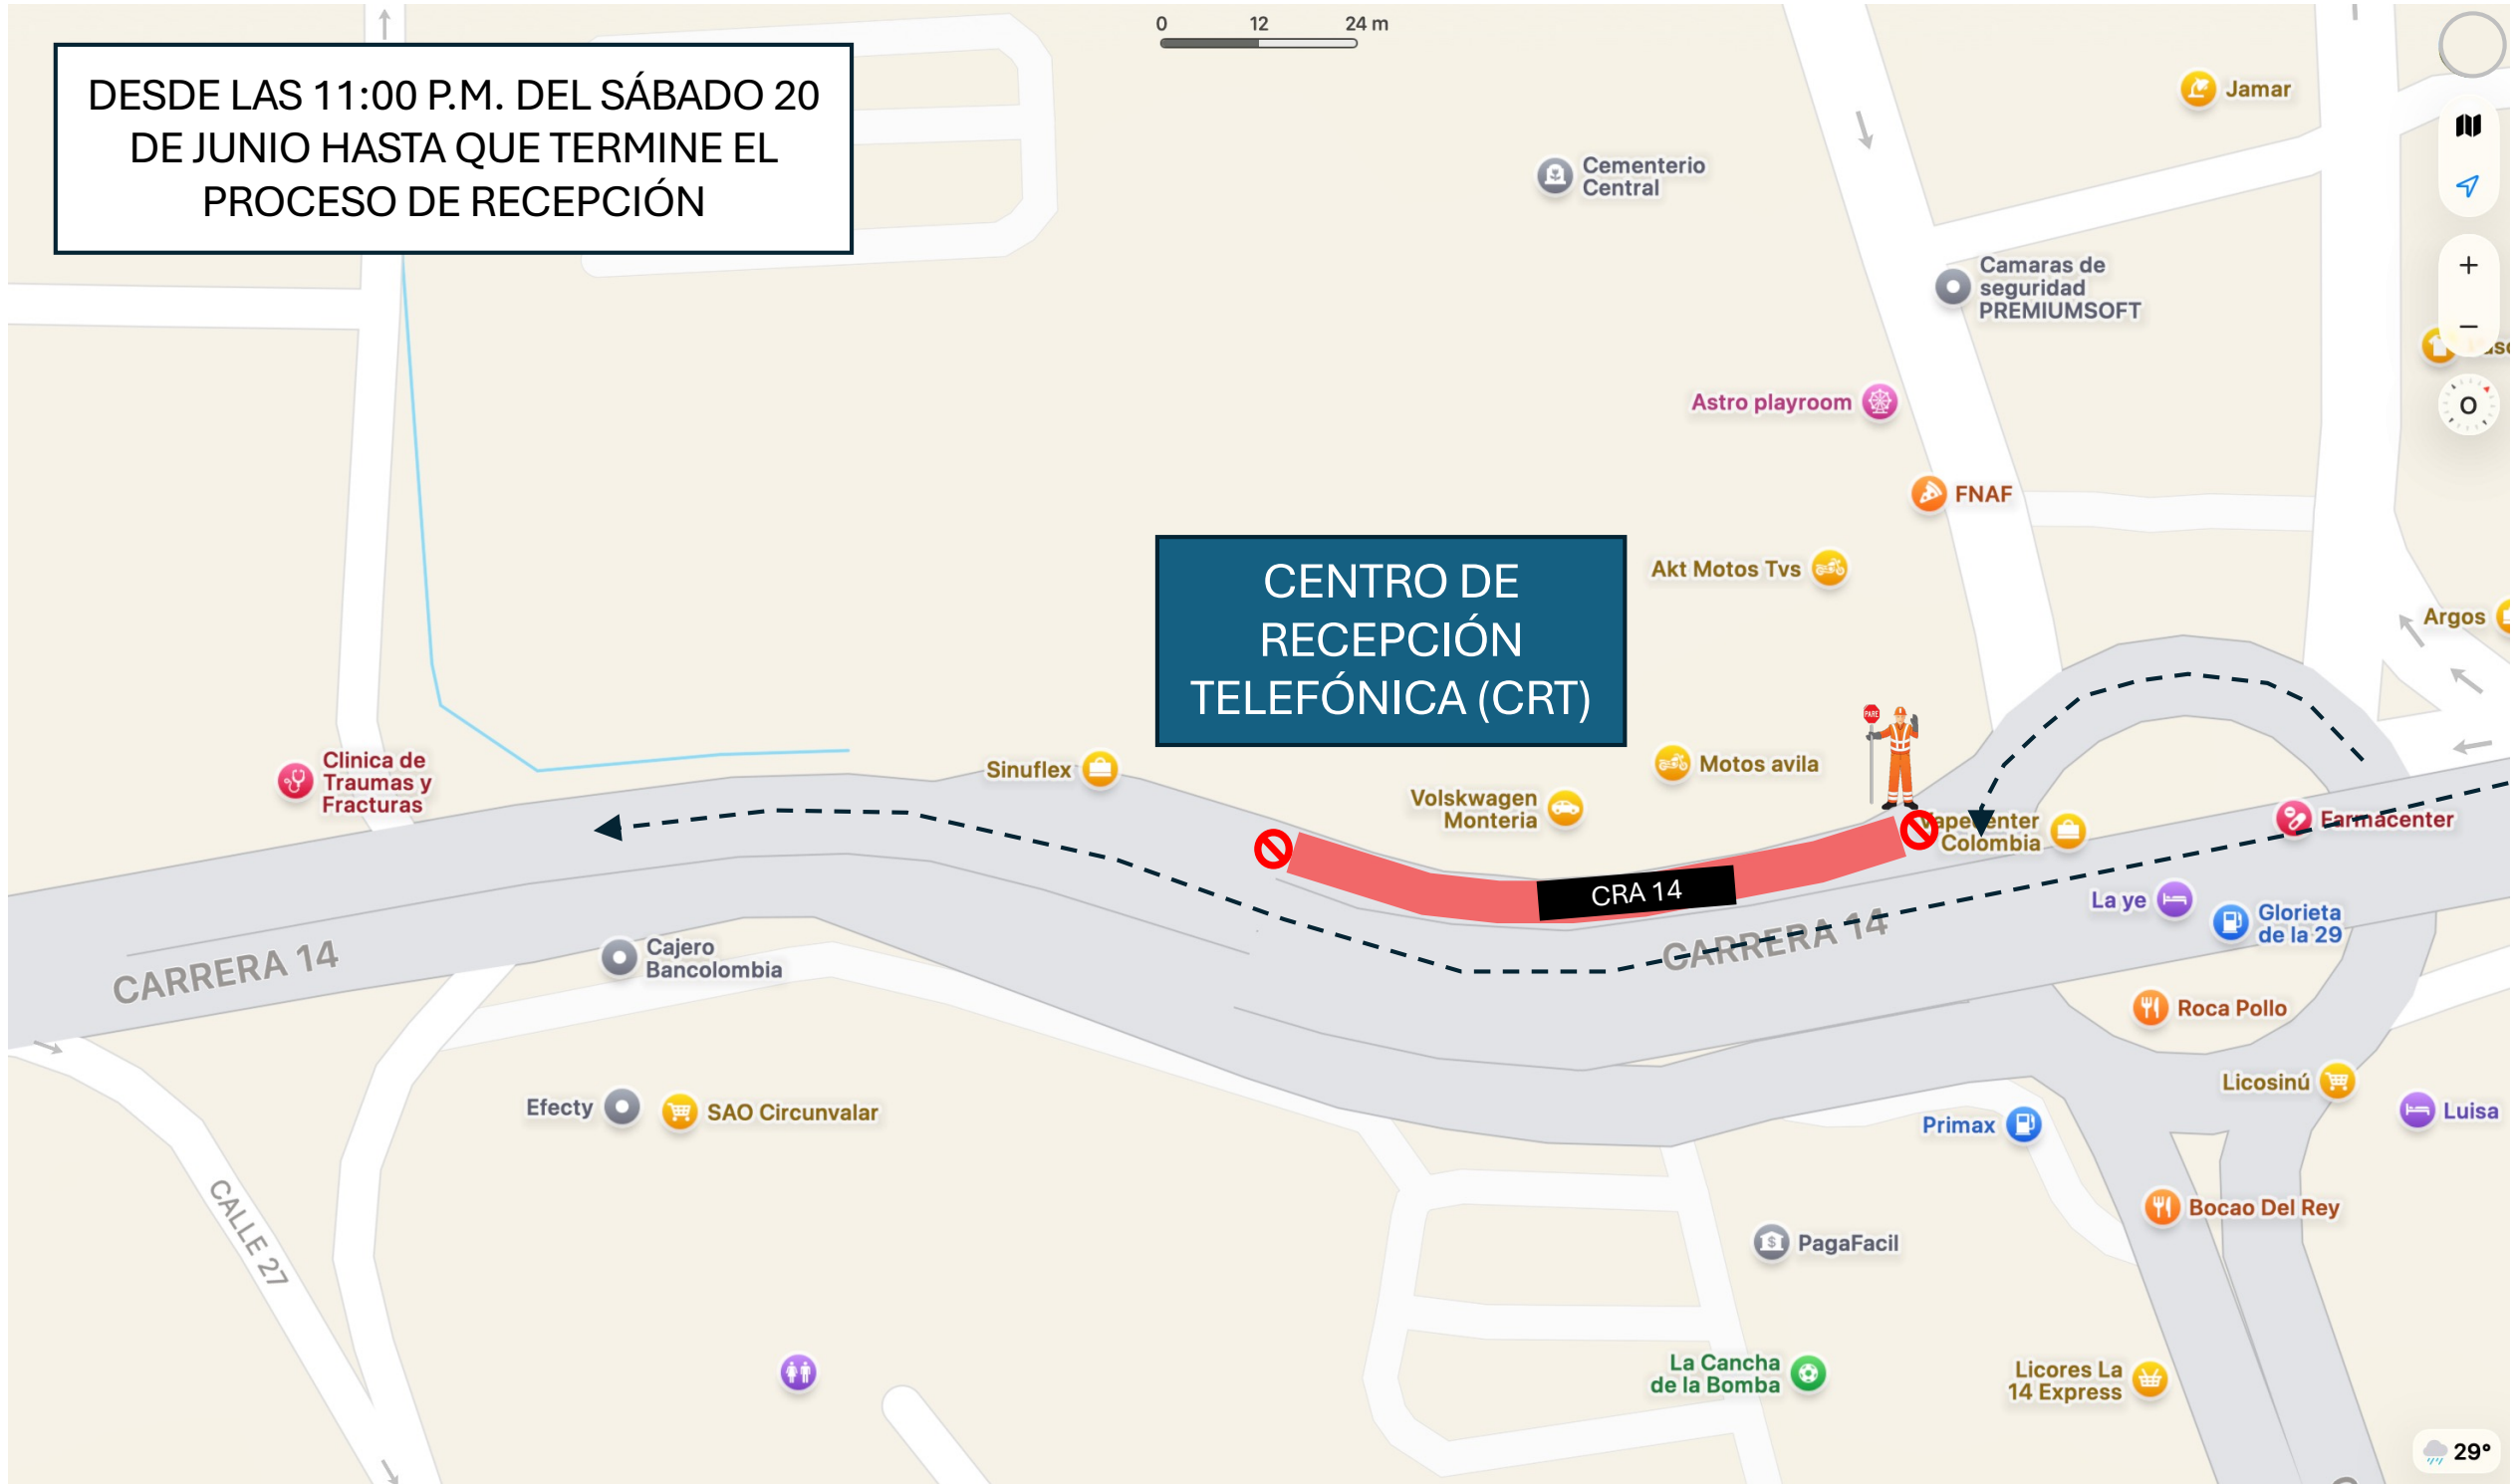 0 12 24 m
DESDE LAS 11:00 P.M. DEL SÁBADO 20
DE JUNIO HASTA QUE TERMINE EL
PROCESO DE RECEPCIÓN
Jamar
Cementerio
Central
Camaras de
seguridad
PREMIUMSOFT
+
−
O
Astro playroom
FNAF
CENTRO DE
RECEPCIÓN
TELEFÓNICA (CRT)
Akt Motos Tvs
Argos
PARE
Clinica de
Traumas y
Fracturas
Sinuflex
Motos avila
Volskwagen
Monteria
Vapecenter
Colombia
Farmacenter
CRA 14
CARRERA 14
La ye
Glorieta
de la 29
Cajero
Bancolombia
CARRERA 14
Roca Pollo
Licosinú
Efecty
SAO Circunvalar
Luisa
Primax
CALLE 27
Bocao Del Rey
PagaFacil
La Cancha
de la Bomba
Licores La
14 Express
29°